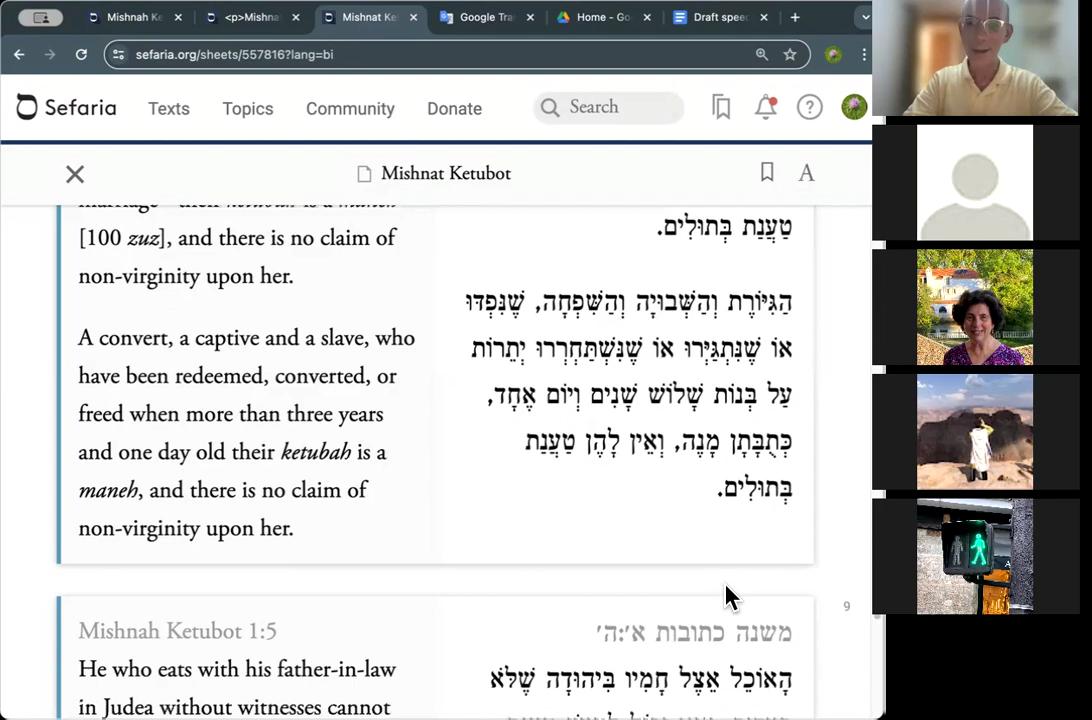 Mishnah K
<p>Mishna
Mishnat Ke
Google Tra
Home - Go
Draft spee
sefaria.org/sheets/557816?lang=bi
Sefaria
Texts
Topics
Community
Donate
Search
Mishnat Ketubot
A
[100 zuz], and there is no claim of
non-virginity upon her.
A convert, a captive and a slave, who
have been redeemed, converted, or
freed when more than three years
and one day old their ketubah is a
maneh, and there is no claim of
non-virginity upon her.
טַעֲנַת בְּתוּלִים.
הַגִּיּוֹרֶת וְהַשְּׁבוּיָה וְהַשִּׁפְחָה, שֶׁנִּפְדּוּ
אוֹ שֶׁנִּתְגַּיְּרוּ אוֹ שֶׁנִּשְׁתַּחְרְרוּ יְתֵרוֹת
עַל בְּנוֹת שָׁלוֹשׁ שָׁנִים וְיוֹם אֶחָד,
כְּתֻבָּתָן מָנֶה, וְאֵין לָהֶן טַעֲנַת
בְּתוּלִים.
9
Mishnah Ketubot 1:5
He who eats with his father-in-law
in Judea without witnesses cannot
משנה כתובות א׳:ה׳
הָאוֹכֵל אֵצֶל חָמִיו בִּיהוּדָה שֶׁלֹּא